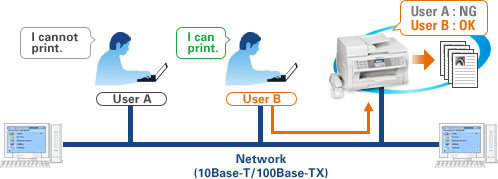 I cannot
print.
I can
print.
User A : NG
User B : OK
User A
User B
Network
(10Base-T/100Base-TX)